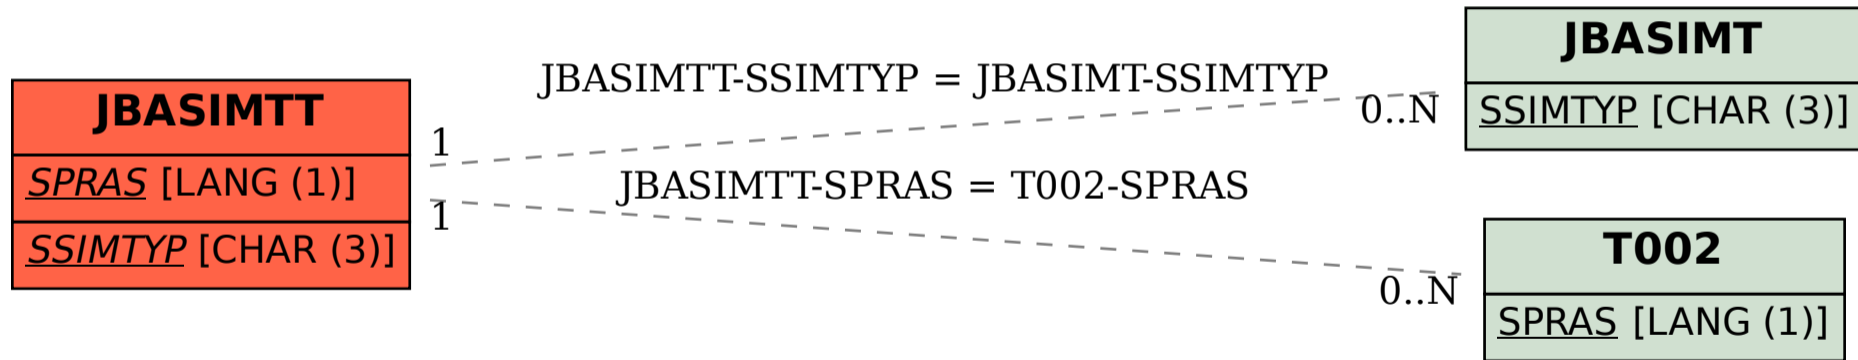 JBASIMTT
SPRAS [LANG (1)]
SSIMTYP [CHAR (3)]
JBASIMTT-SSIMTYP = JBASIMT-SSIMTYP
1
0..N
JBASIMTT-SPRAS = T002-SPRAS
1
0..N
JBASIMT
SSIMTYP [CHAR (3)]
T002
SPRAS [LANG (1)]